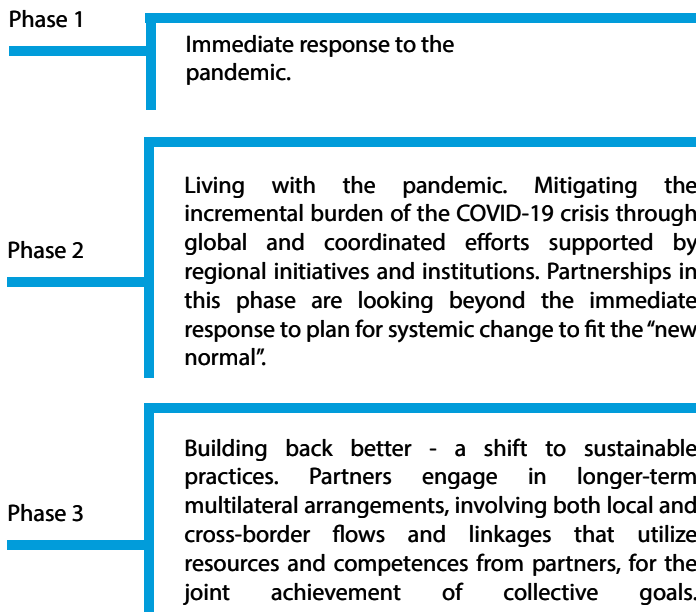 Phase 1
Immediate response to the
pandemic.
Living with the pandemic. Mitigating the
incremental burden of the COVID-19 crisis through
global and coordinated efforts supported by
Phase 2
regional initiatives and institutions. Partnerships in
this phase are looking beyond the immediate
response to plan for systemic change to fit the “new
normal”.
Building back better - a shift to sustainable
practices. Partners engage in longer-term
multilateral arrangements, involving both local and
Phase 3
cross-border flows and linkages that utilize
resources and competences from partners, for the
joint achievement of collective goals.